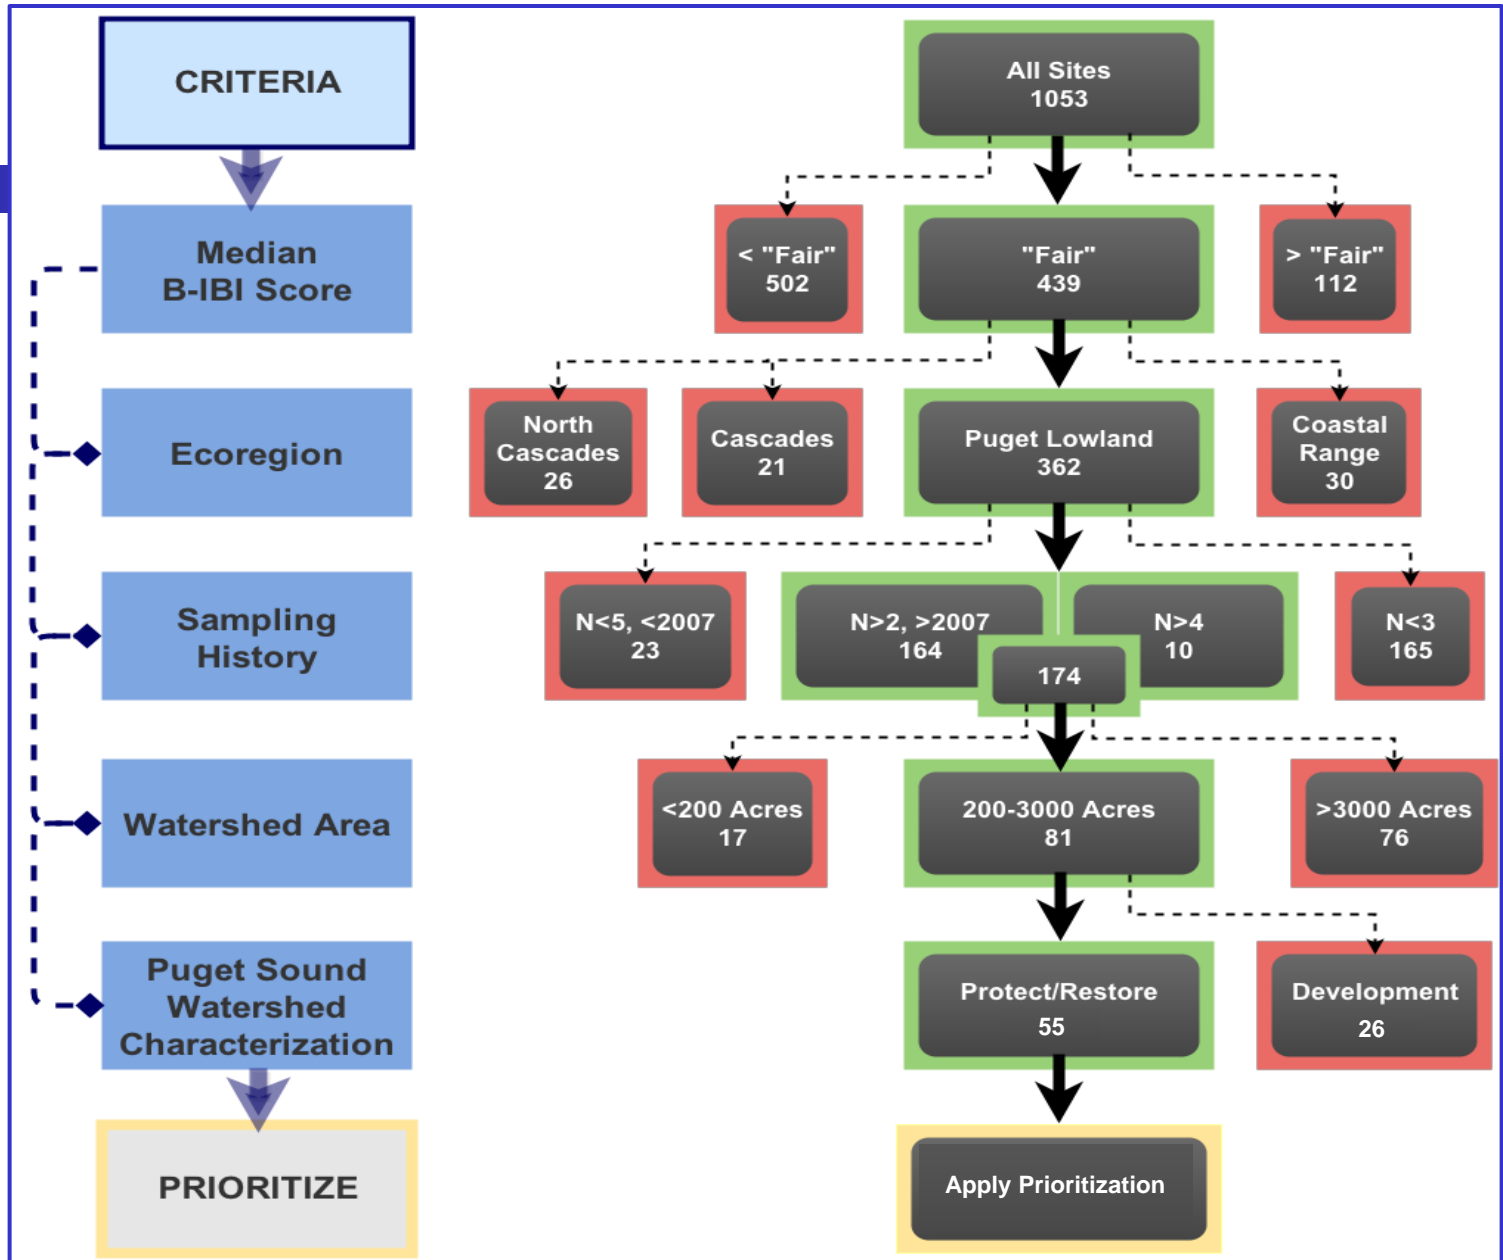 CRITERIA
Median
B-IBI Score
Ecoregion
Sampling
History
Watershed Area
Puget Sound
Watershed
Characterization
PRIORITIZE
All Sites
1053
< "Fair"
502
"Fair"
439
> "Fair"
112
North
Cascades
26
Cascades
21
Puget Lowland
362
Coastal
Range
30
N<5, <2007
23
N>2, >2007
164
N>4
10
174
N<3
165
<200 Acres
17
200-3000 Acres
81
>3000 Acres
76
Protect/Restore
55
Development
26
Apply Prioritization